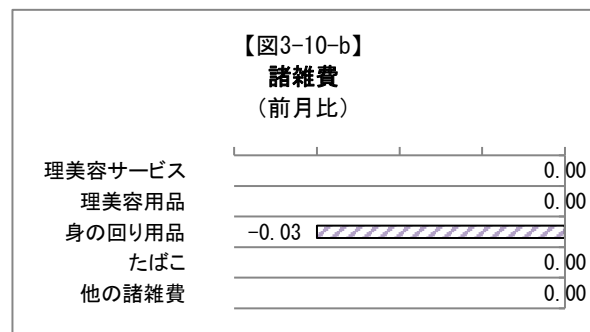 【図3-10-b】
諸雑費
（前月比）
理美容サービス 0.00
理美容用品 0.00
身の回り用品 -0.03
たばこ 0.00
他の諸雑費 0.00